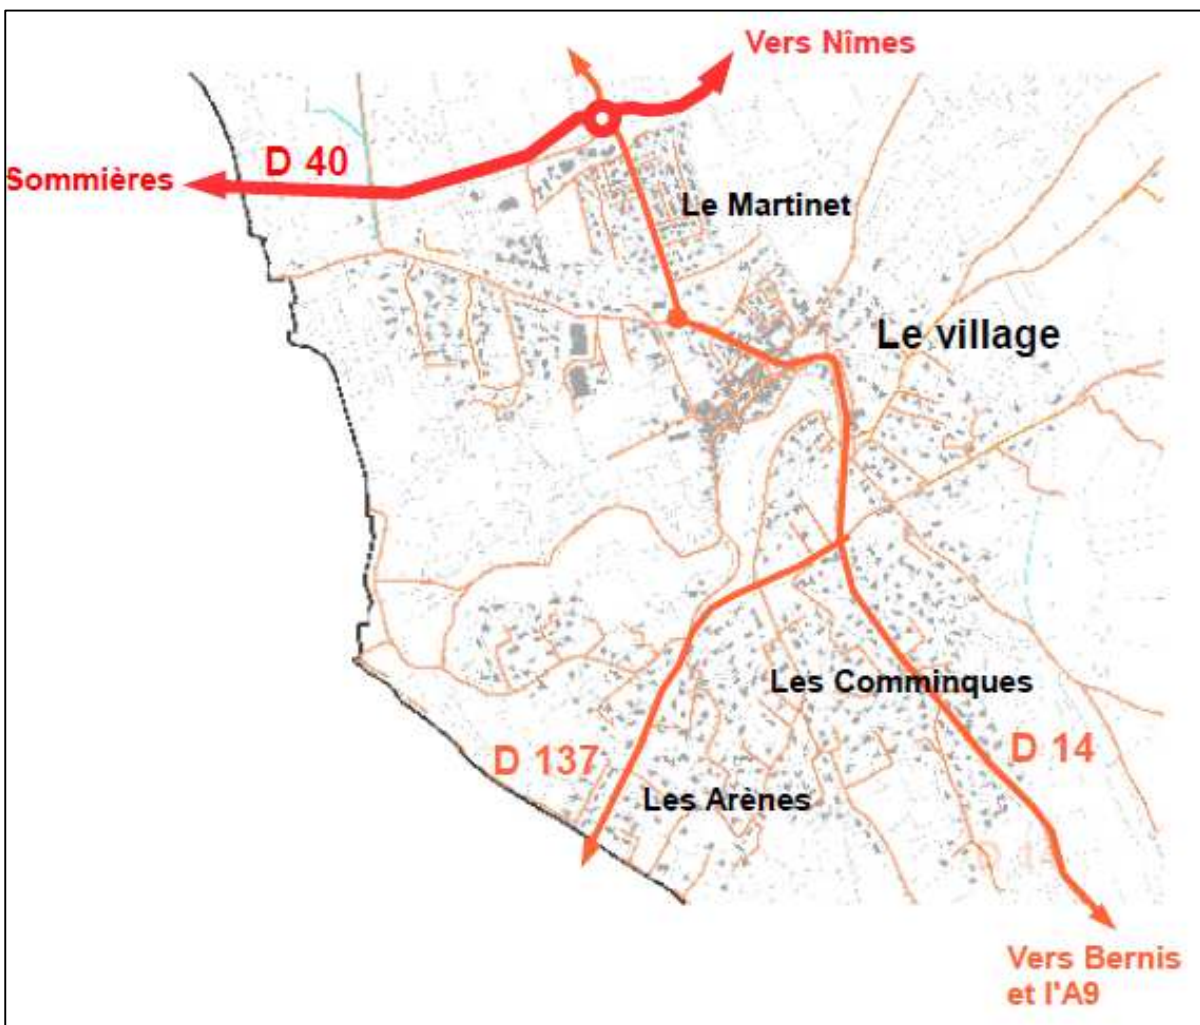 Vers Nîmes
D 40
Sommières
Le Martinet
Le village
Les Comminques
D 137
D 14
Les Arènes
Vers Bernis
et l'A9